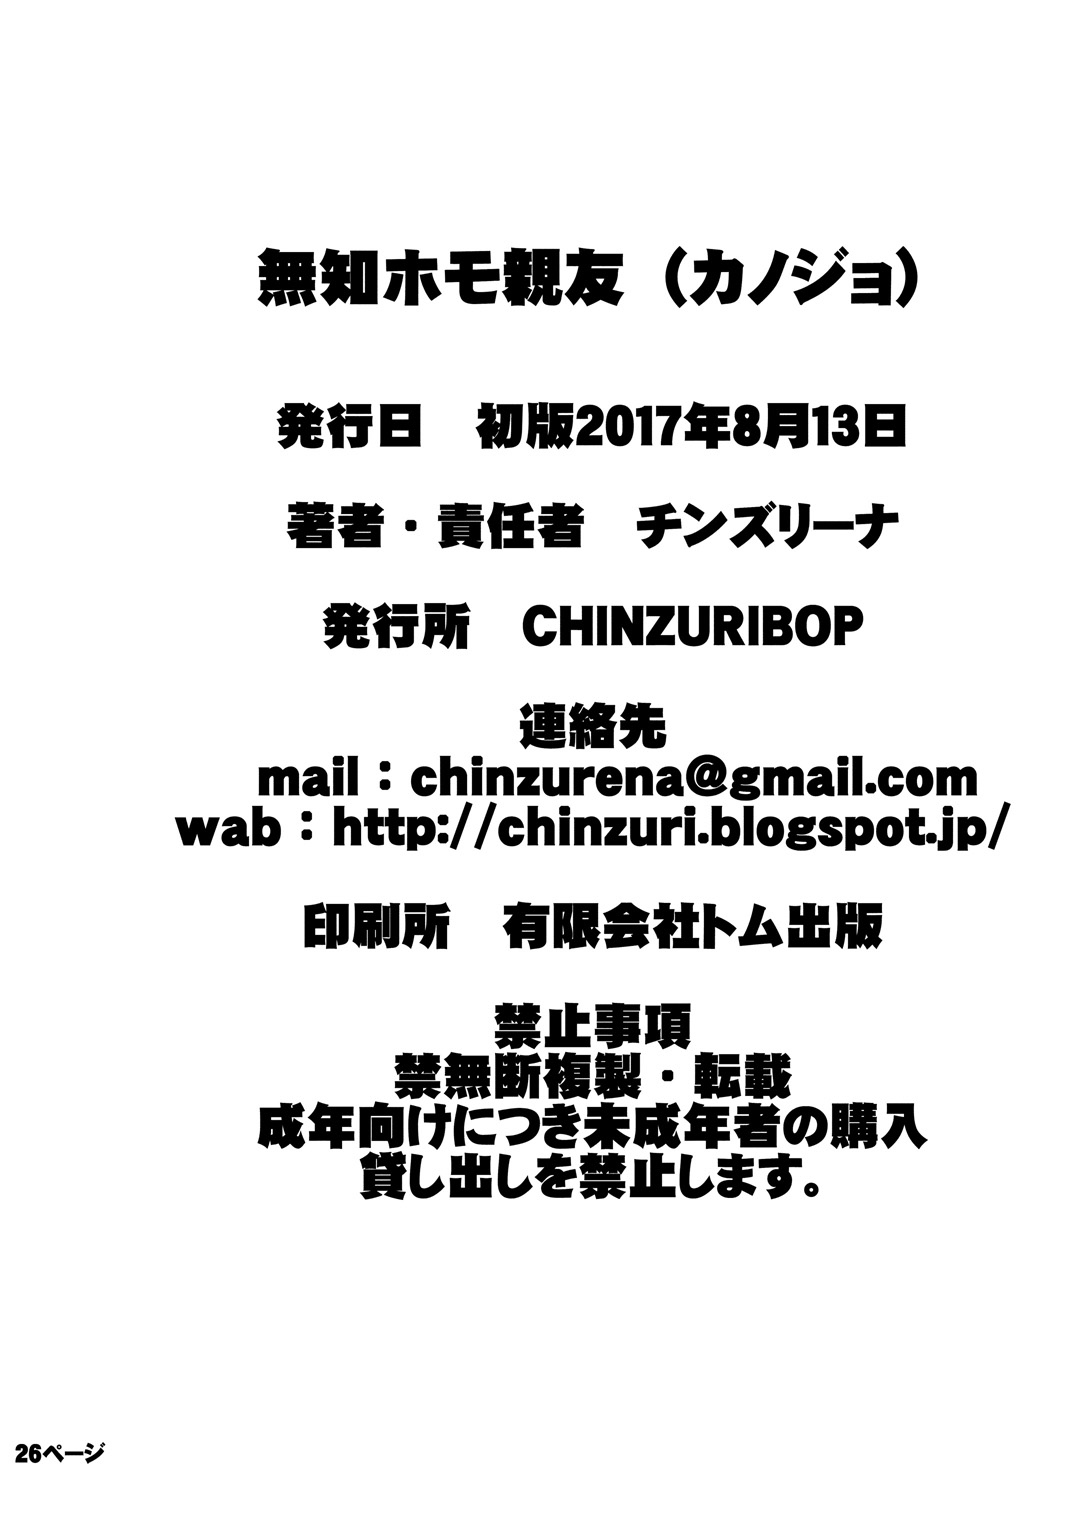 無知ホモ親友（カノジョ）
発行日　初版2017年8月13日
著者・責任者　チンズリーナ
発行所　CHINZURIBOP
連絡先
mail：chinzurena@gmail.com
wab：http://chinzuri.blogspot.jp/
印刷所　有限会社トム出版
禁止事項
禁無断複製・転載
成年向けにつき未成年者の購入
貸し出しを禁止します。
26ページ